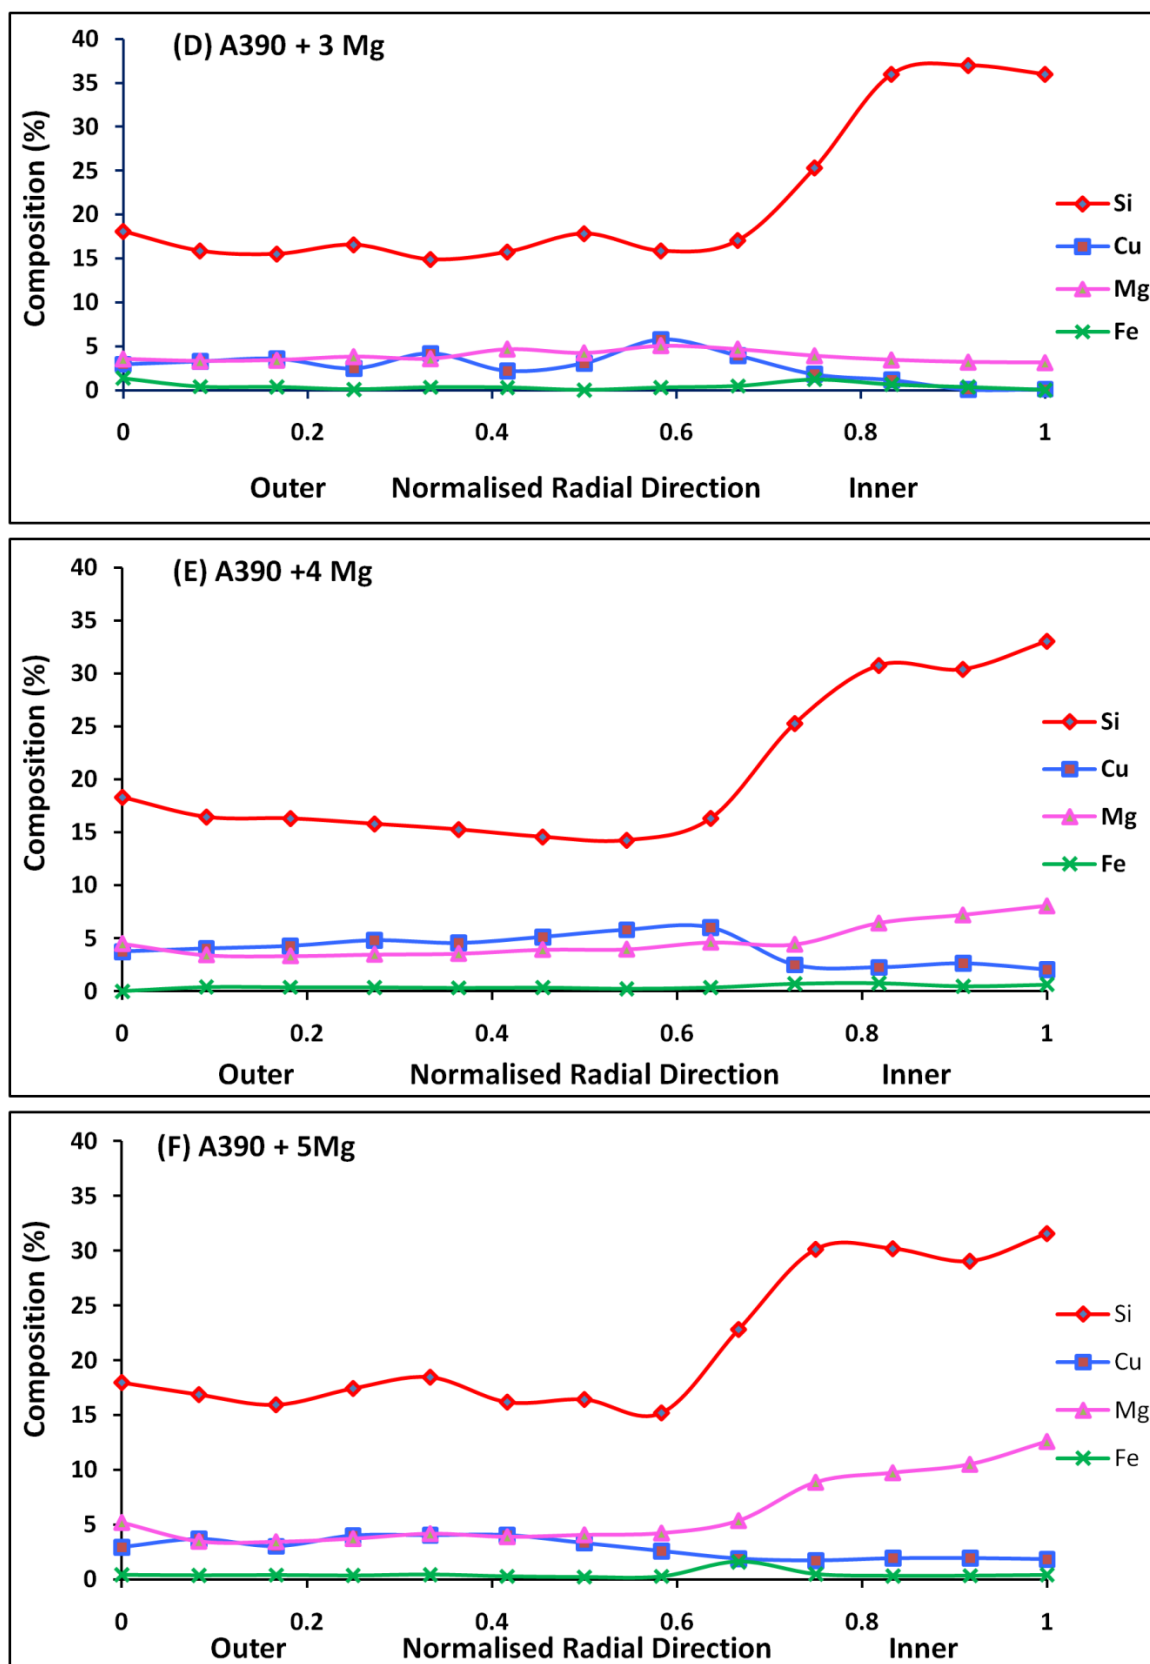 (D) A390 + 3 Mg
Composition (%)
40
35
30
25
20
15
10
5
0
Si
Cu
Mg
Fe
0 0.2 0.4 0.6 0.8 1
Outer Normalised Radial Direction Inner
(E) A390 +4 Mg
Composition (%)
40
35
30
25
20
15
10
5
0
Si
Cu
Mg
Fe
0 0.2 0.4 0.6 0.8 1
Outer Normalised Radial Direction Inner
(F) A390 + 5Mg
Composition (%)
40
35
30
25
20
15
10
5
0
Si
Cu
Mg
Fe
0 0.2 0.4 0.6 0.8 1
Outer Normalised Radial Direction Inner